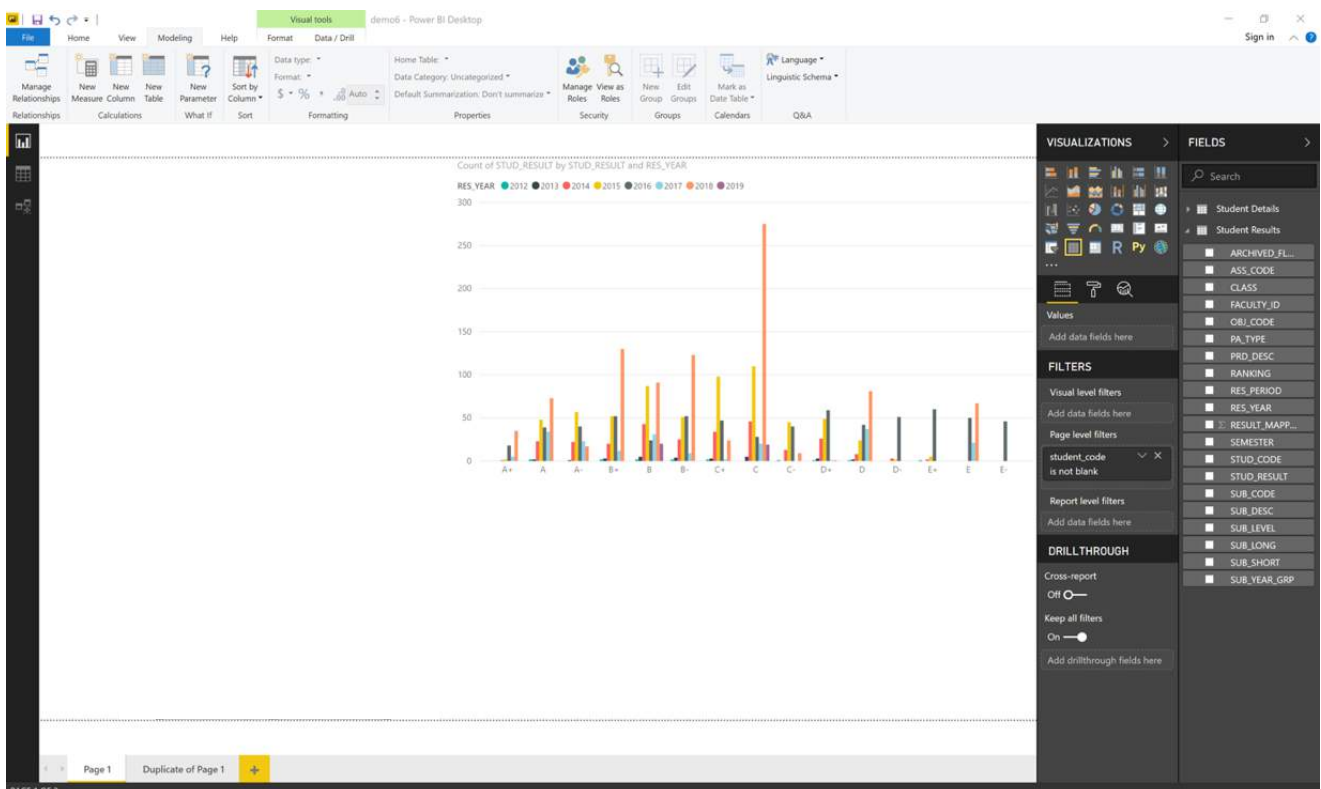 Visual tools
demo6 - Power BI Desktop
File Home View Modeling Help Format Data / Drill
Sign in
Manage Relationships
New Measure
New Column
New Table
New Parameter
Sort by Column
Data type:
Format:
$ % , .00 Auto
Home Table:
Data Category: Uncategorized
Default Summarization: Don't summarize
Manage Roles
View as Roles
New Group
Edit Groups
Mark as Date Table
Language
Linguistic Schema
Relationships Calculations What If Sort Formatting Properties Security Groups Calendars Q&A
Count of STUD_RESULT by STUD_RESULT and RES_YEAR
RES_YEAR 2012 2013 2014 2015 2016 2017 2018 2019
300
250
200
150
100
50
0
A+ A A- B+ B B- C+ C C- D+ D D- E+ E E-
VISUALIZATIONS
R Py
...
Values
Add data fields here
FILTERS
Visual level filters
Add data fields here
Page level filters
student_code
is not blank
Report level filters
Add data fields here
DRILLTHROUGH
Cross-report
Off
Keep all filters
On
Add drillthrough fields here
FIELDS
Search
Student Details
Student Results
ARCHIVED_FL...
ASS_CODE
CLASS
FACULTY_ID
OBJ_CODE
PA_TYPE
PRD_DESC
RANKING
RES_PERIOD
RES_YEAR
Σ RESULT_MAPP...
SEMESTER
STUD_CODE
STUD_RESULT
SUB_CODE
SUB_DESC
SUB_LEVEL
SUB_LONG
SUB_SHORT
SUB_YEAR_GRP
Page 1 Duplicate of Page 1 +